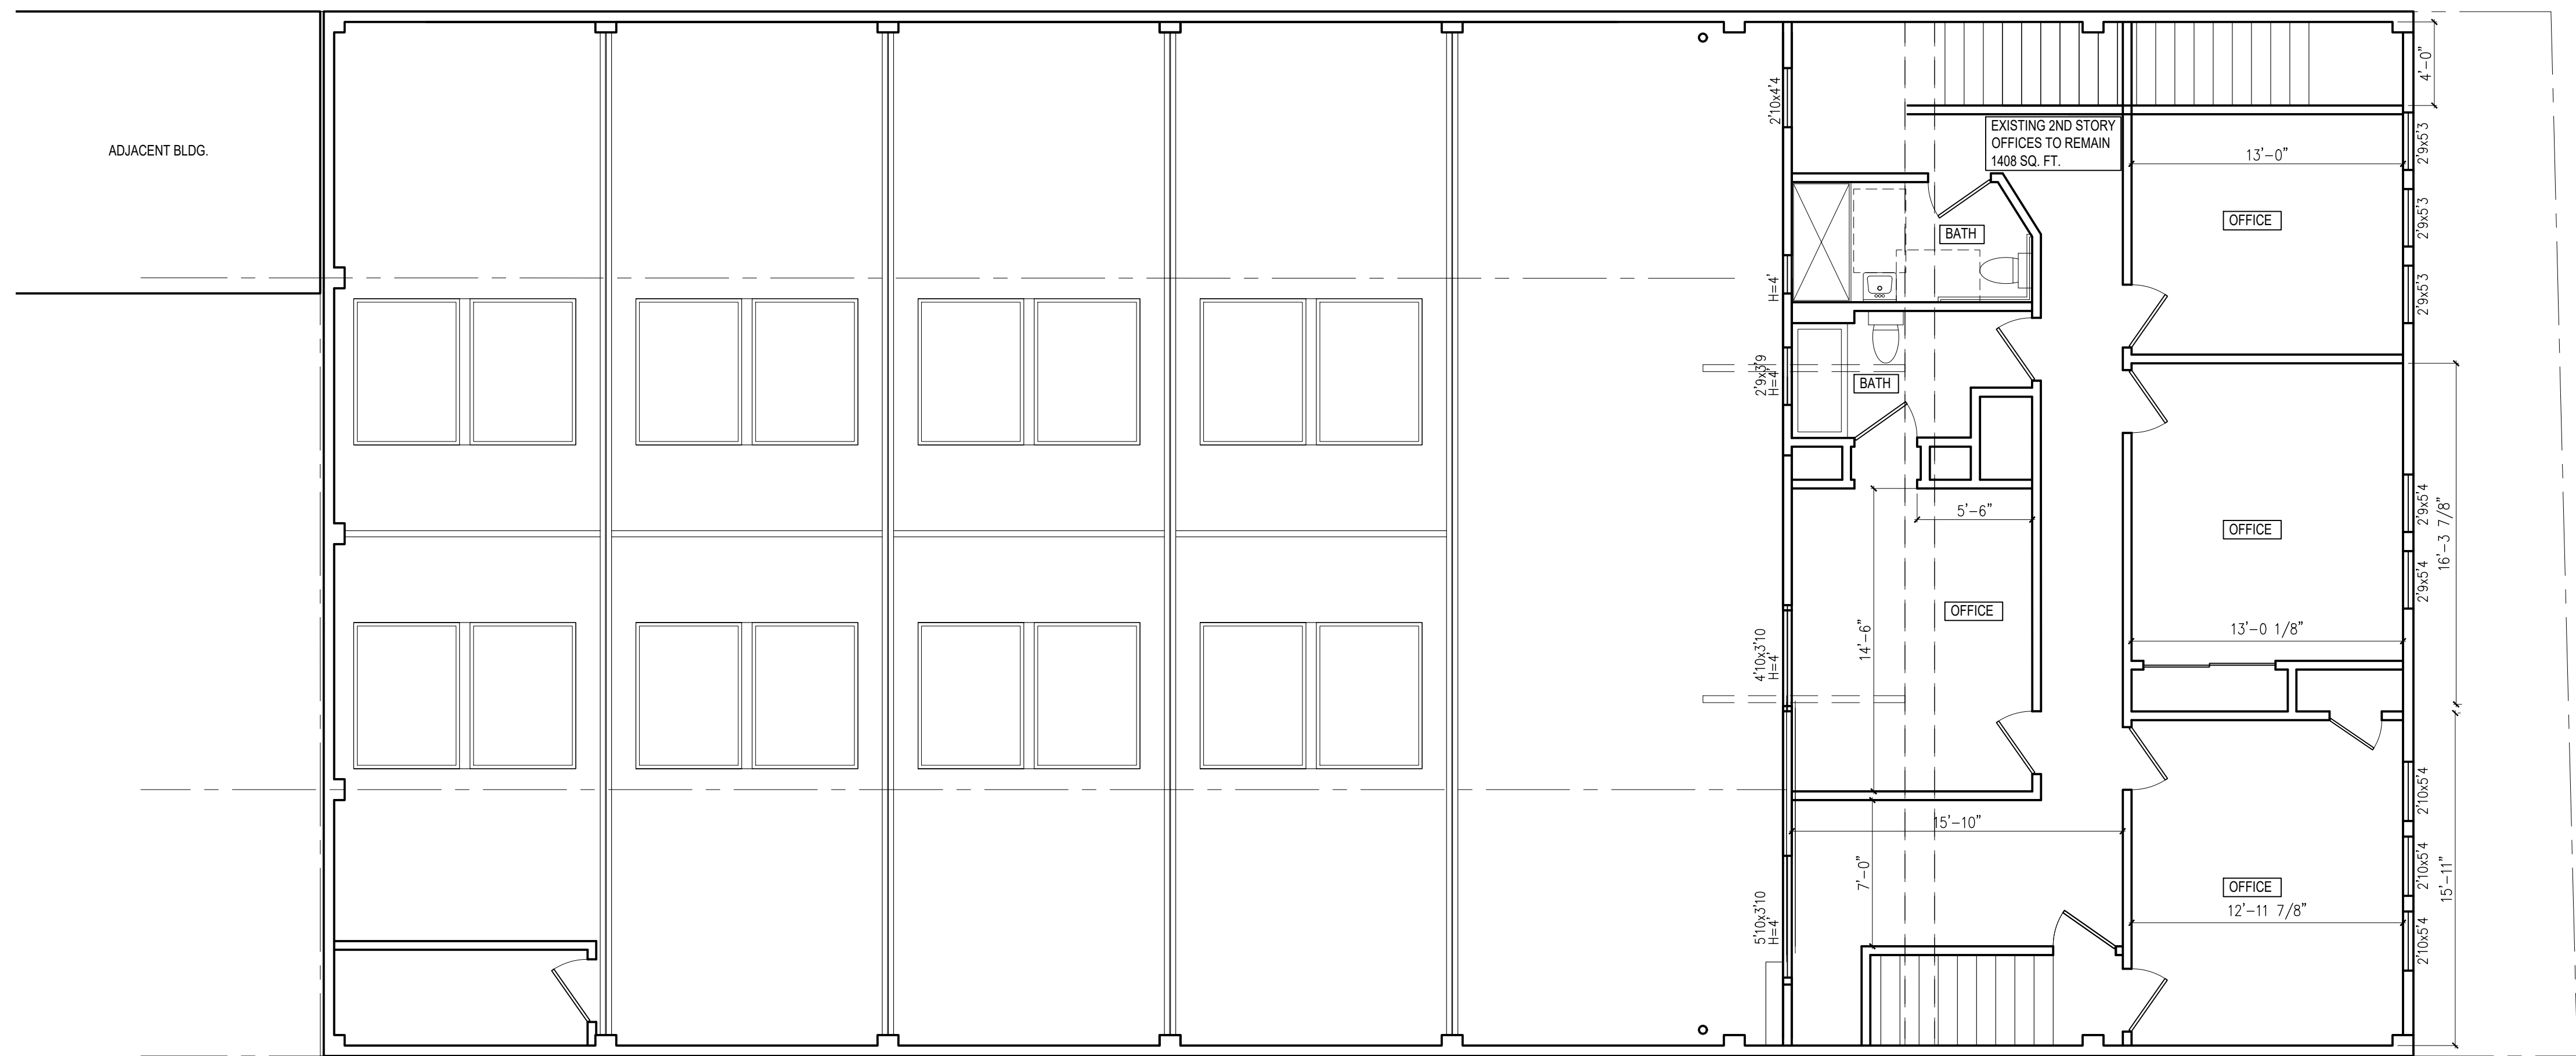 ADJACENT BLDG.
2'10x4'4
EXISTING 2ND STORY
OFFICES TO REMAIN
1408 SQ. FT.
4'-0"
13'-0"
2'9x5'3
OFFICE
2'9x5'3
BATH
H=4'
2'9x5'3
2'9x3'9
H=4'
BATH
5'-6"
OFFICE
2'9x5'4
16'-3 7/8"
2'9x5'4
OFFICE
14'-6"
4'10x3'10
H=4'
13'-0 1/8"
15'-10"
2'10x5'4
7'-0"
5'10x3'10
H=4'
OFFICE
12'-11 7/8"
2'10x5'4
15'-11"
2'10x5'4